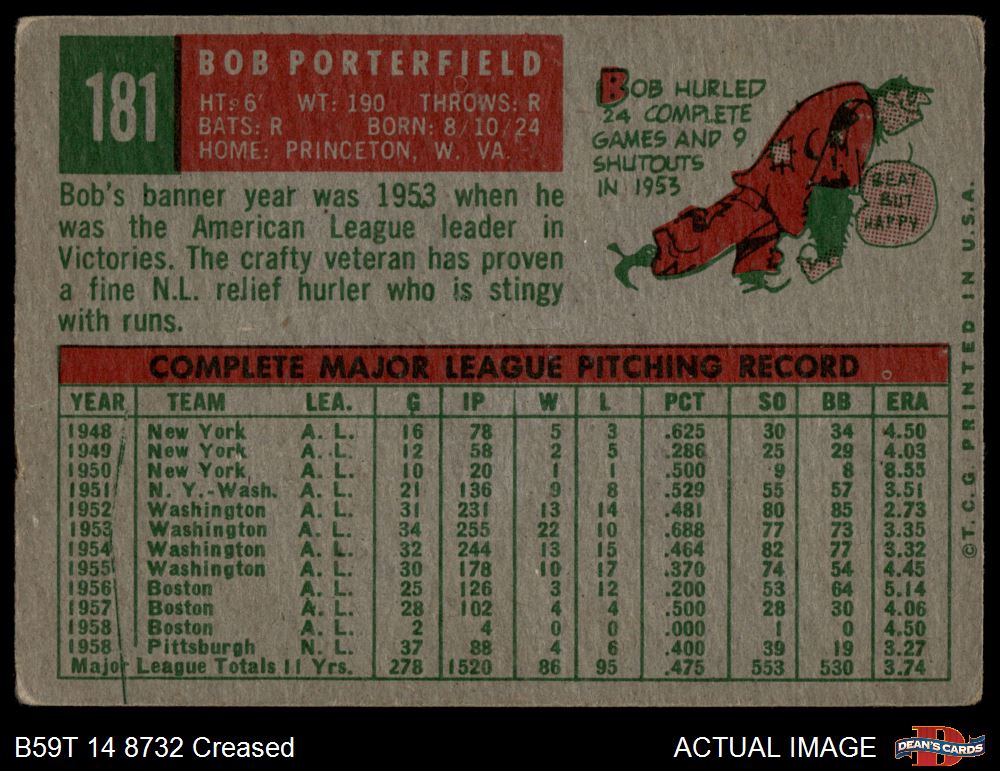 181
BOB PORTERFIELD
HT: 6' WT: 190 THROWS: R
BATS: R BORN: 8/10/24
HOME: PRINCETON, W. VA.
Bob's banner year was 1953 when he
was the American League leader in
Victories. The crafty veteran has proven
a fine N.L. relief hurler who is stingy
with runs.
BOB HURLED
24 COMPLETE
GAMES AND 9
SHUTOUTS
IN 1953
BEAT
BUT
HAPPY
COMPLETE MAJOR LEAGUE PITCHING RECORD
YEAR TEAM LEA. G IP W L PCT SO BB ERA
1948 New York A. L. 16 78 5 3 .625 30 34 4.50
1949 New York A. L. 12 58 2 5 .286 25 29 4.03
1950 New York A. L. 10 20 1 1 .500 9 8 8.55
1951 N. Y.-Wash. A. L. 21 136 9 8 .529 55 57 3.51
1952 Washington A. L. 31 231 13 14 .481 80 85 2.73
1953 Washington A. L. 34 255 22 10 .688 77 73 3.35
1954 Washington A. L. 32 244 13 15 .464 82 77 3.32
1955 Washington A. L. 30 178 10 17 .370 74 54 4.45
1956 Boston A. L. 25 126 3 12 .200 53 64 5.14
1957 Boston A. L. 28 102 4 4 .500 28 30 4.06
1958 Boston A. L. 2 4 0 0 .000 1 0 4.50
1958 Pittsburgh N. L. 37 88 4 6 .400 39 19 3.27
Major League Totals 11 Yrs. 278 1520 86 95 .475 553 530 3.74
©T.C.G PRINTED IN U.S.A.
B59T 14 8732 Creased
ACTUAL IMAGE
DEAN'S CARDS